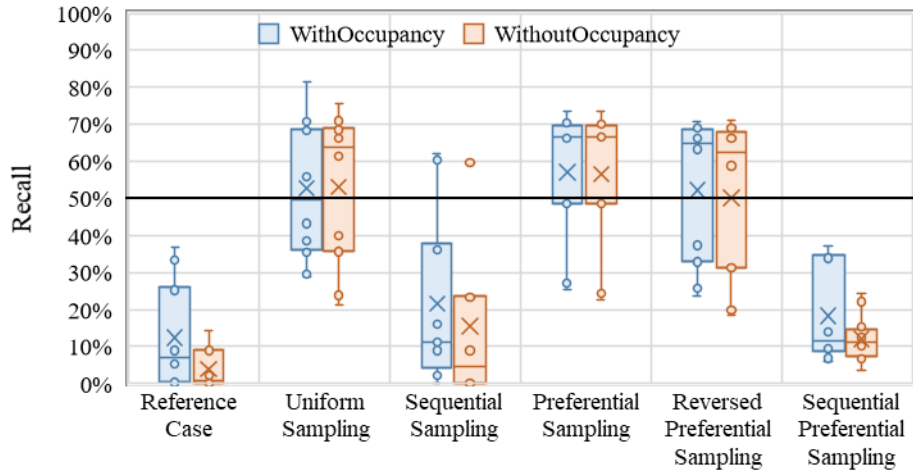 100%
90%
80%
70%
60%
50%
40%
30%
20%
10%
0%
Recall
WithOccupancy WithoutOccupancy
Reference
Case
Uniform
Sampling
Sequential
Sampling
Preferential
Sampling
Reversed
Preferential
Sampling
Sequential
Preferential
Sampling